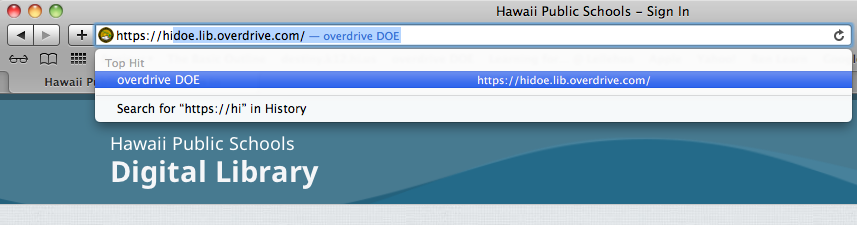 Hawaii Public Schools – Sign In
https://hidoe.lib.overdrive.com/ — overdrive DOE
Top Hit
overdrive DOE https://hidoe.lib.overdrive.com/
Search for “https://hi” in History
Hawaii Pu
Hawaii Public Schools
Digital Library